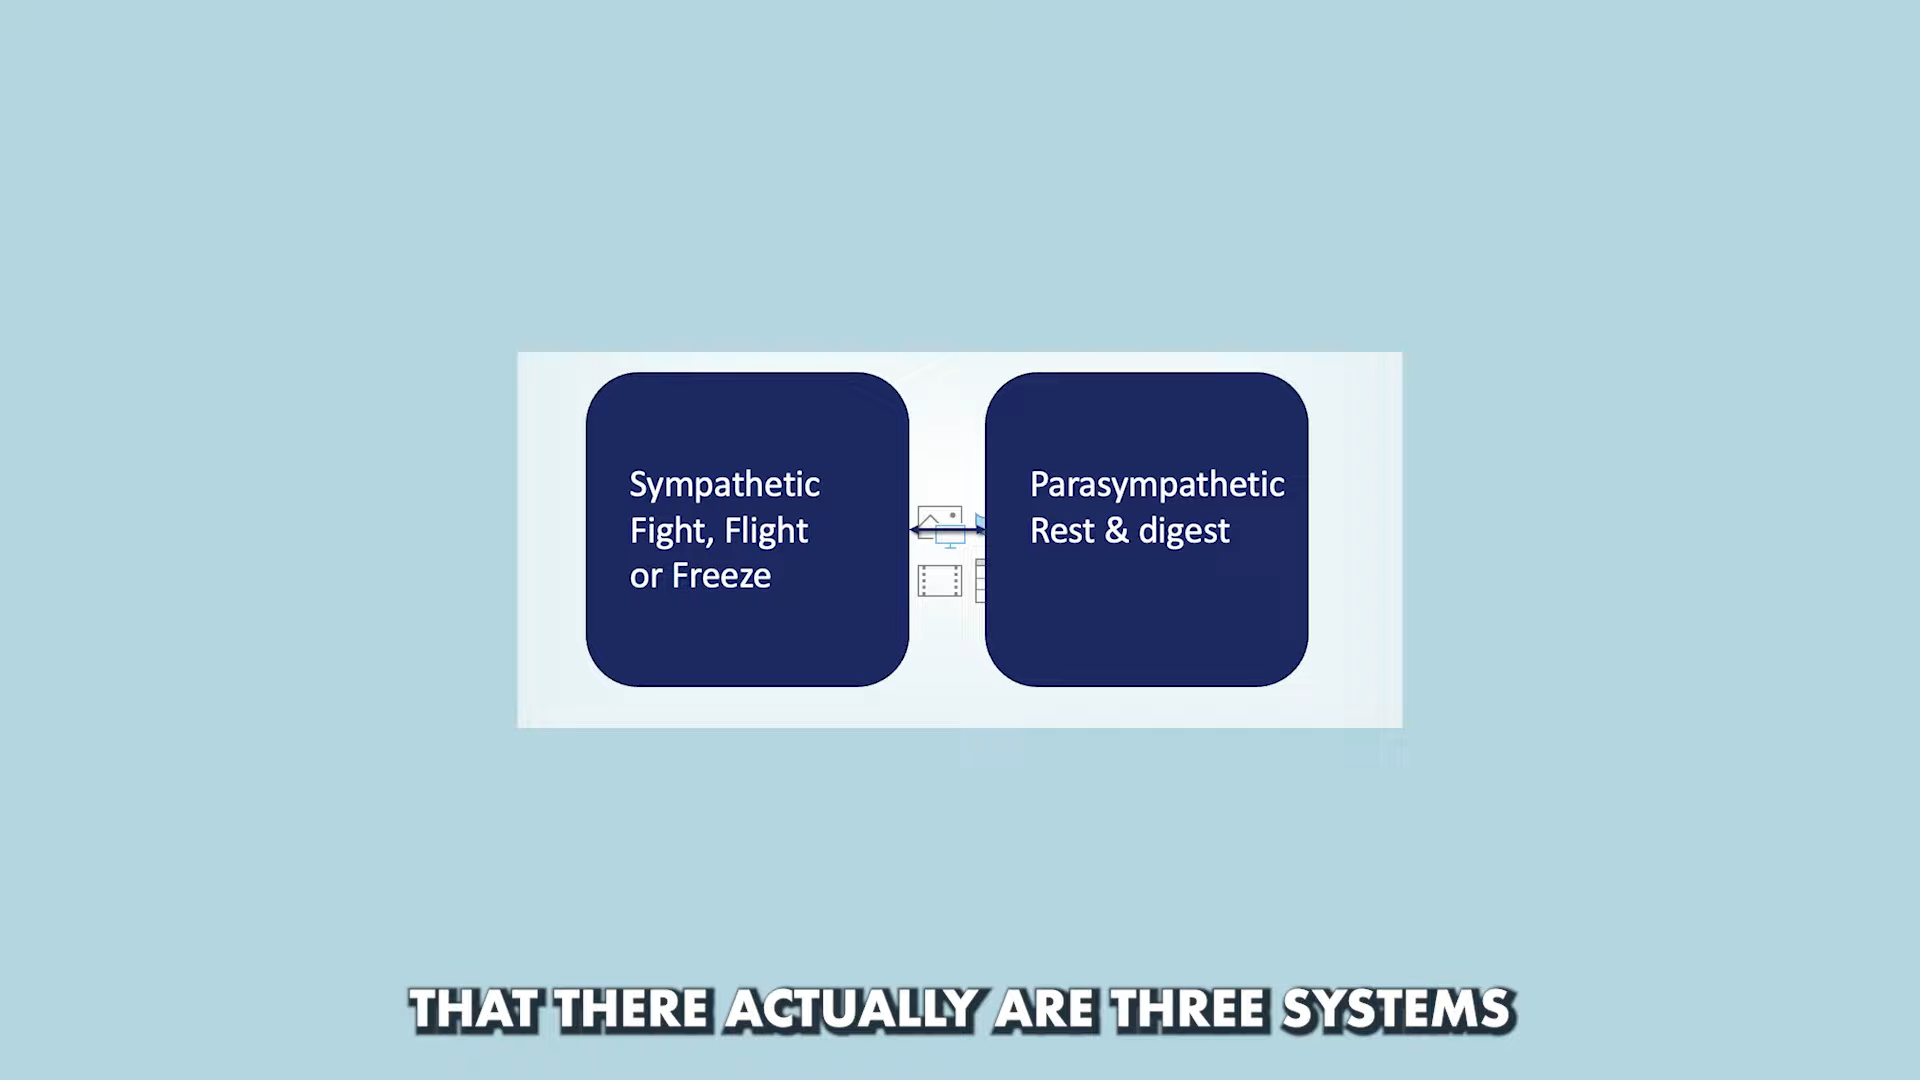 Sympathetic
Fight, Flight
or Freeze
Parasympathetic
Rest & digest
THAT THERE ACTUALLY ARE THREE SYSTEMS